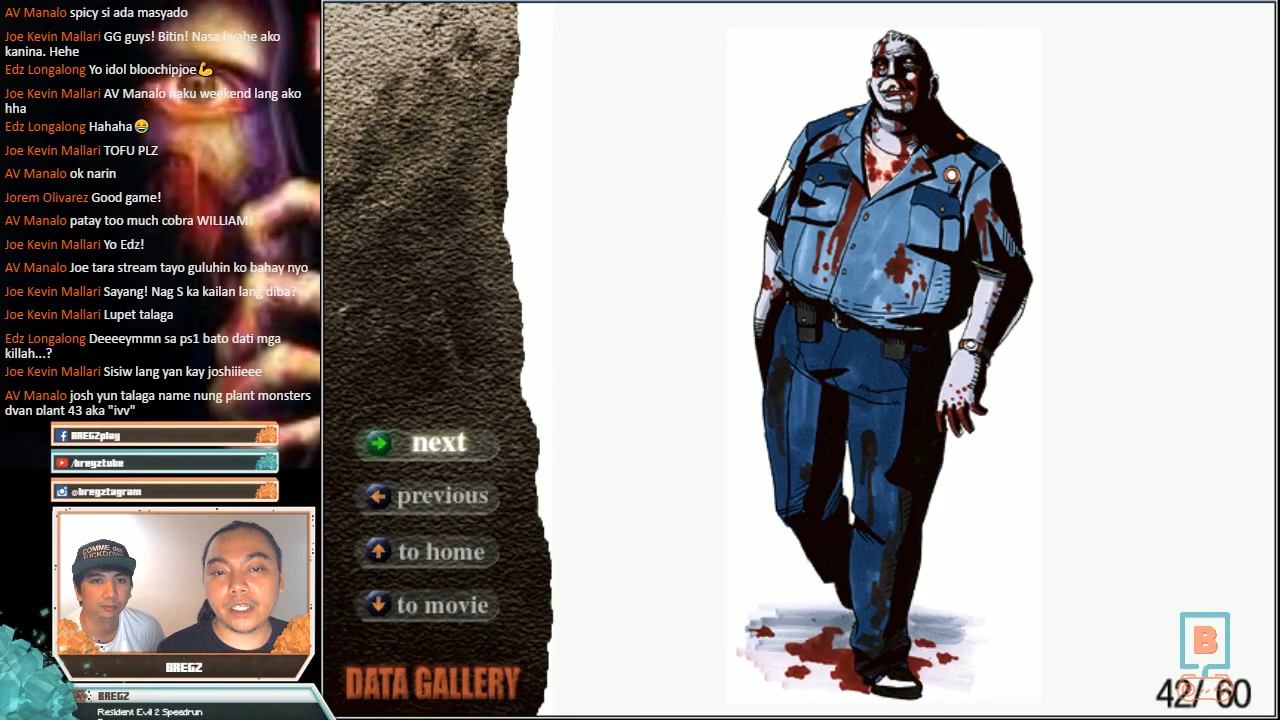 AV Manalo spicy si ada masyado
Joe Kevin Mallari GG guys! Bitin! Nasa byahe ako
kanina. Hehe
Edz Longalong Yo idol bloochipjoe💪
Joe Kevin Mallari AV Manalo naku weekend lang ako
hha
Edz Longalong Hahaha😂
Joe Kevin Mallari TOFU PLZ
AV Manalo ok narin
Jorem Olivarez Good game!
AV Manalo patay too much cobra WILLIAM!
Joe Kevin Mallari Yo Edz!
AV Manalo Joe tara stream tayo guluhin ko bahay nyo
Joe Kevin Mallari Sayang! Nag S ka kailan lang diba?
Joe Kevin Mallari Lupet talaga
Edz Longalong Deeeeymmn sa ps1 bato dati mga
killah...?
Joe Kevin Mallari Sisiw lang yan kay joshiiieee
AV Manalo josh yun talaga name nung plant monsters
dyan plant 43 aka "ivy"
BREGZplay
/bregztube
@bregztagram
COMME des
FUCKDOWN
BREGZ
BREGZ
Resident Evil 2 Speedrun
next
previous
to home
to movie
DATA GALLERY
B
42/ 60